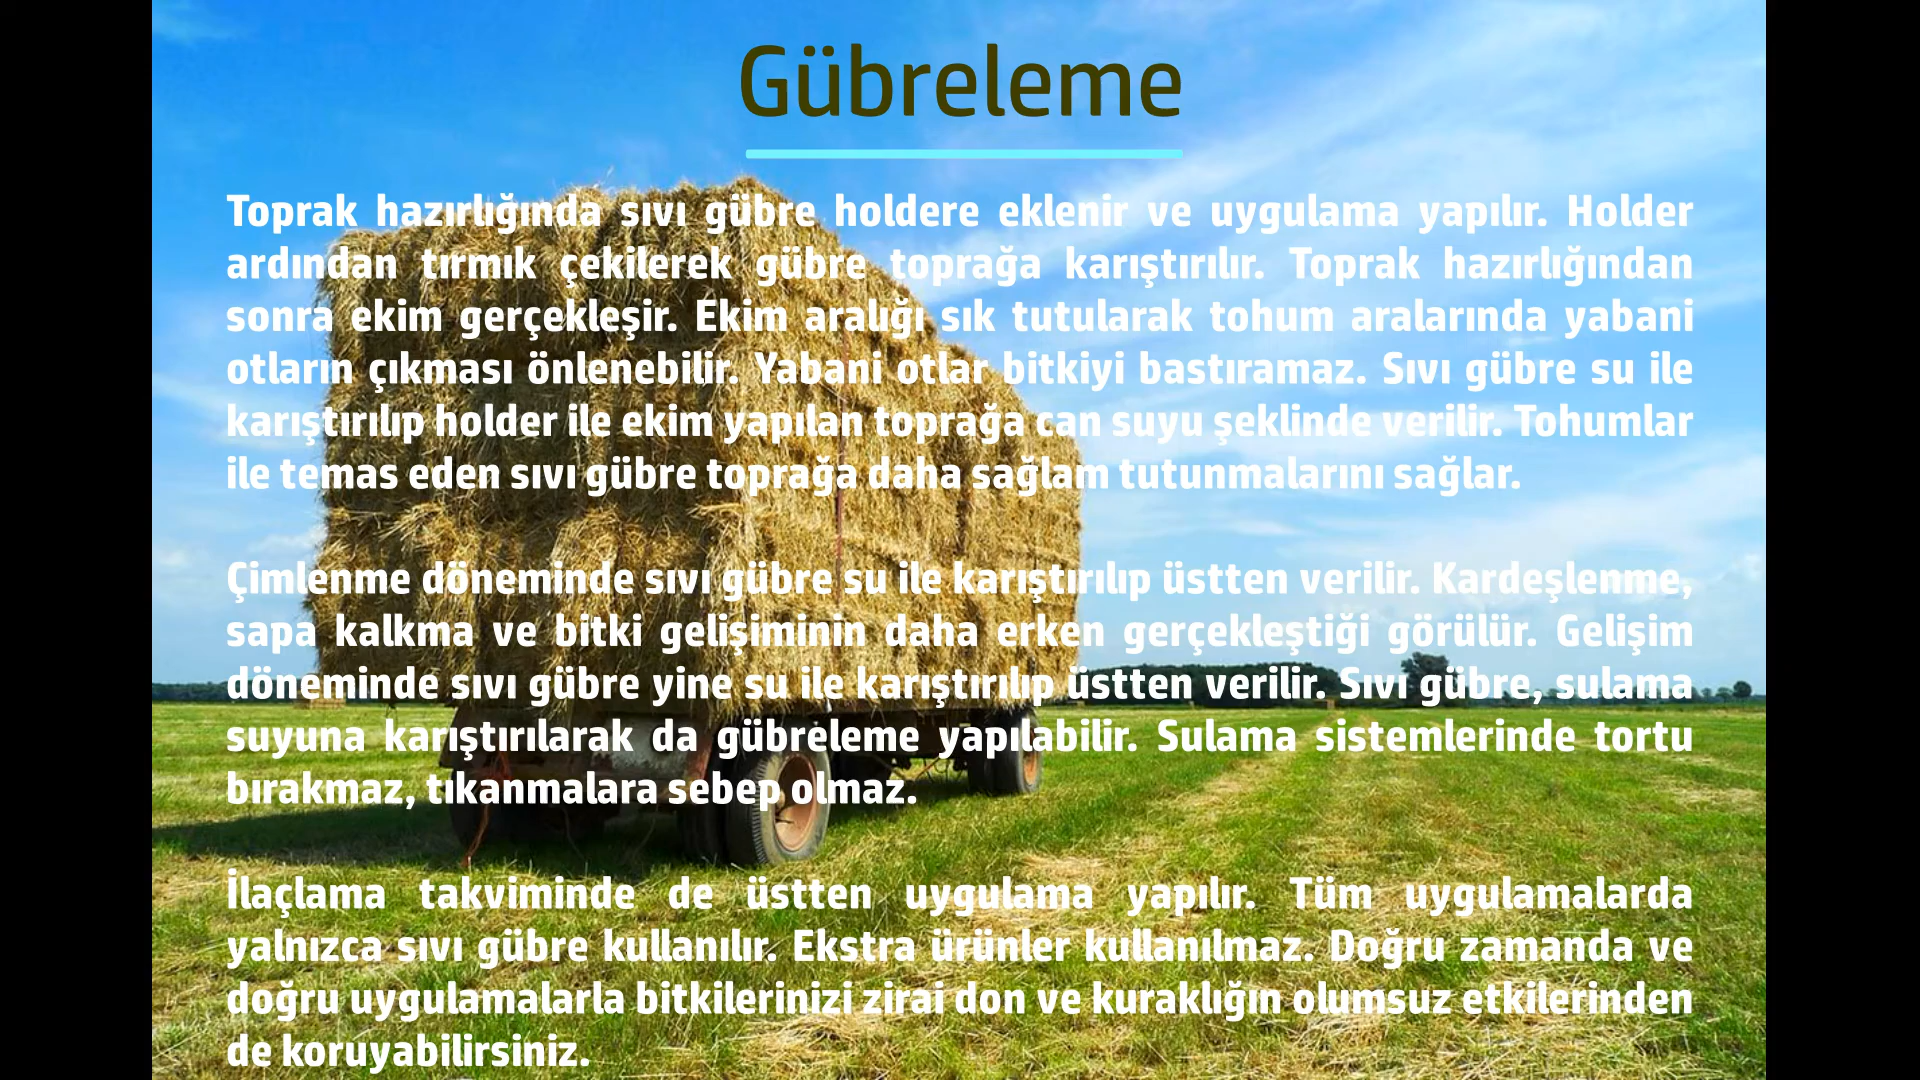 Gübreleme
Toprak hazırlığında sıvı gübre holdere eklenir ve uygulama yapılır. Holder
ardından tırmık çekilerek gübre toprağa karıştırılır. Toprak hazırlığından
sonra ekim gerçekleşir. Ekim aralığı sık tutularak tohum aralarında yabani
otların çıkması önlenebilir. Yabani otlar bitkiyi bastıramaz. Sıvı gübre su ile
karıştırılıp holder ile ekim yapılan toprağa can suyu şeklinde verilir. Tohumlar
ile temas eden sıvı gübre toprağa daha sağlam tutunmalarını sağlar.
Çimlenme döneminde sıvı gübre su ile karıştırılıp üstten verilir. Kardeşlenme,
sapa kalkma ve bitki gelişiminin daha erken gerçekleştiği görülür. Gelişim
döneminde sıvı gübre yine su ile karıştırılıp üstten verilir. Sıvı gübre, sulama
suyuna karıştırılarak da gübreleme yapılabilir. Sulama sistemlerinde tortu
bırakmaz, tıkanmalara sebep olmaz.
İlaçlama takviminde de üstten uygulama yapılır. Tüm uygulamalarda
yalnızca sıvı gübre kullanılır. Ekstra ürünler kullanılmaz. Doğru zamanda ve
doğru uygulamalarla bitkilerinizi zirai don ve kuraklığın olumsuz etkilerinden
de koruyabilirsiniz.